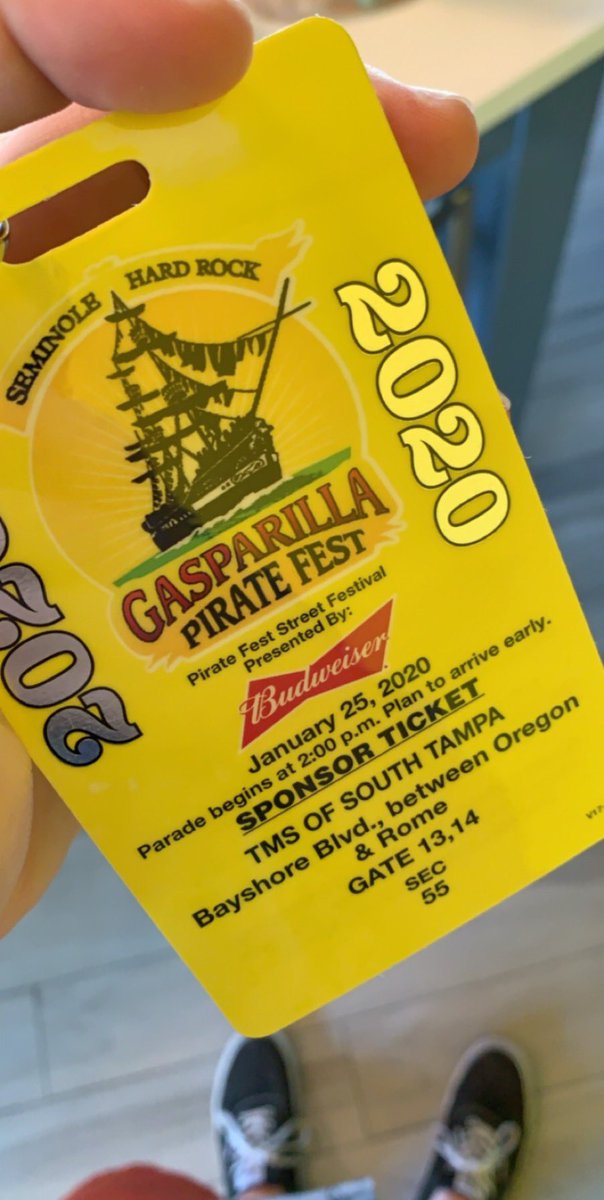 SEMINOLE HARD ROCK
GASPARILLA
PIRATE FEST
2020
2020
Pirate Fest Street Festival
Presented By:
Budweiser
January 25, 2020
Parade begins at 2:00 p.m. Plan to arrive early.
SPONSOR TICKET
TMS OF SOUTH TAMPA
Bayshore Blvd., between Oregon
& Rome
GATE 13,14
SEC
55